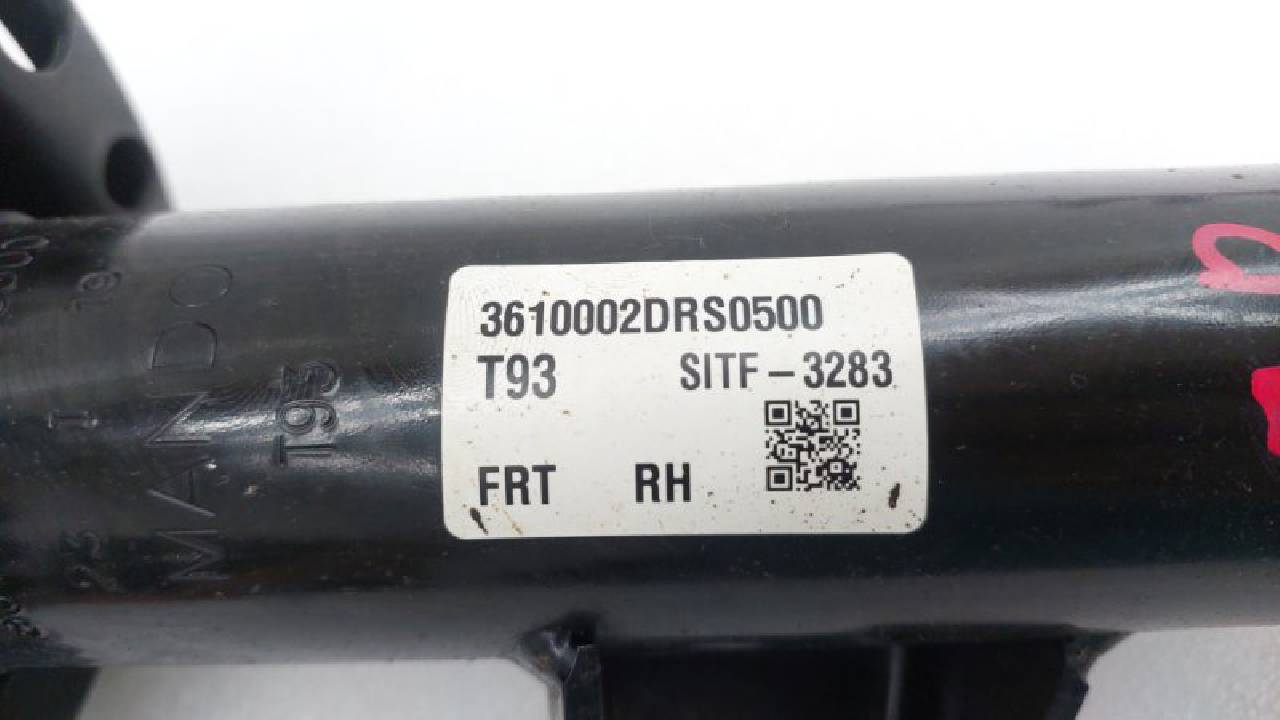 3610002DRS0500
T93 SITF-3283
FRT RH
MANDO
T93